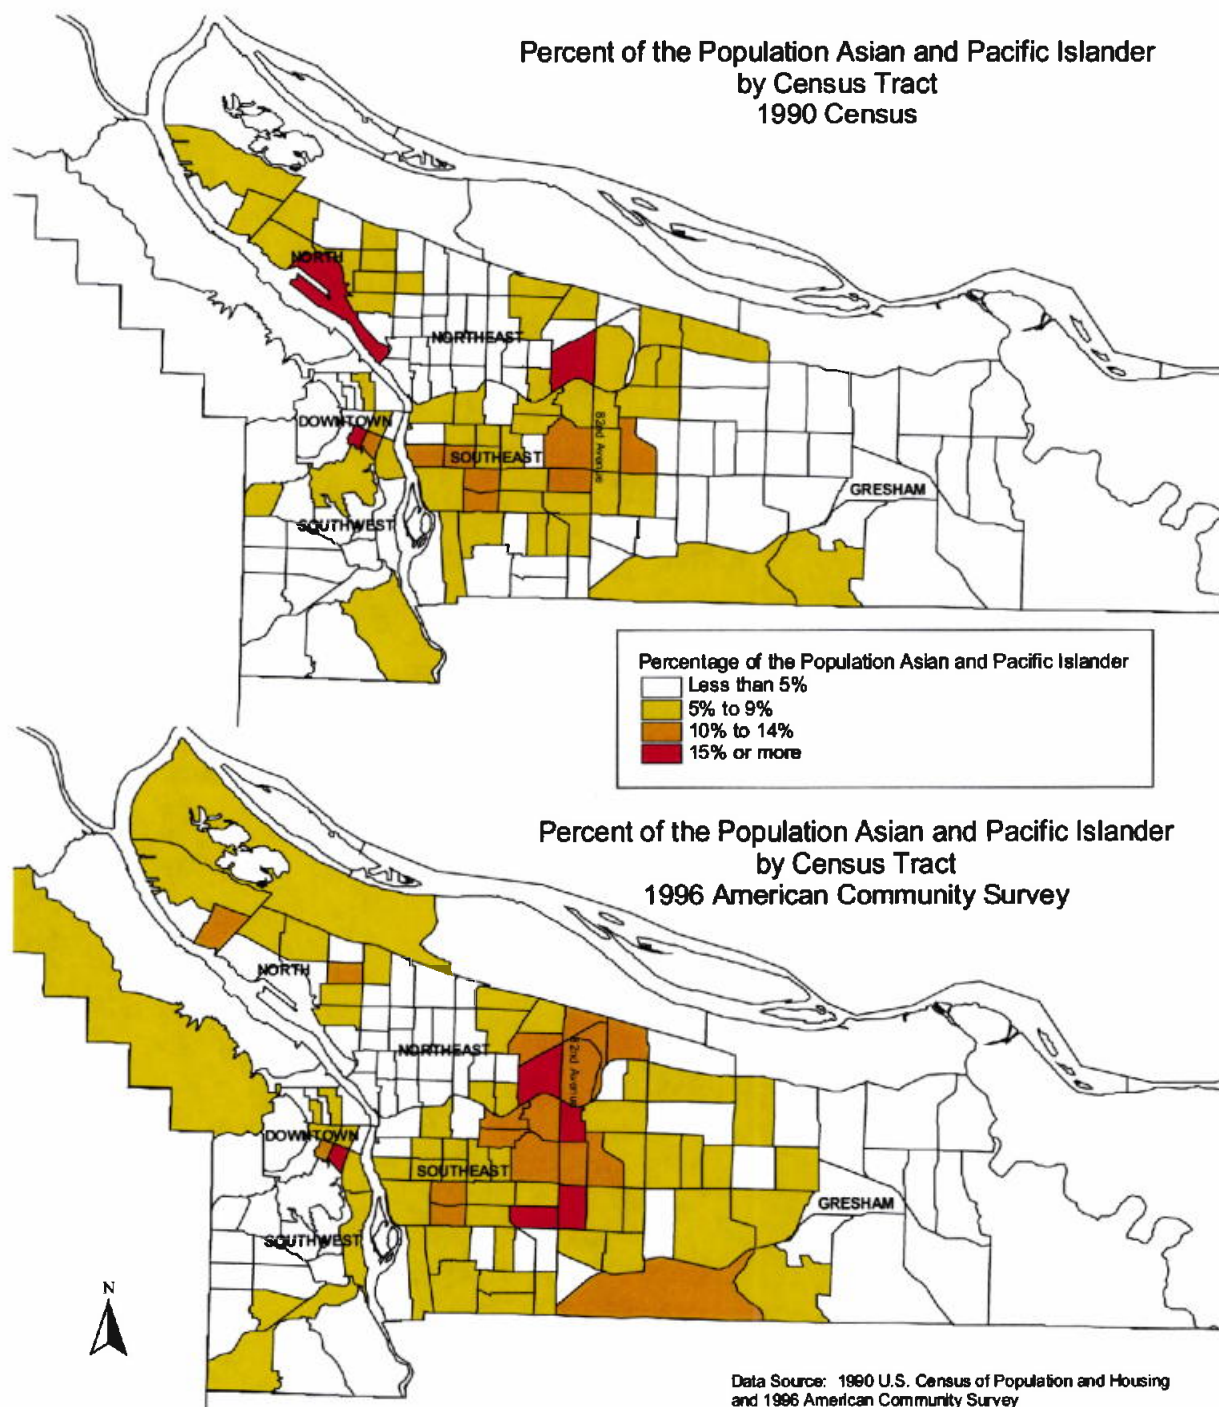 Percent of the Population Asian and Pacific Islander
by Census Tract
1990 Census
NORTH
NORTHEAST
DOWNTOWN
82nd Avenue
SOUTHEAST
GRESHAM
SOUTHWEST
Percentage of the Population Asian and Pacific Islander
Less than 5%
5% to 9%
10% to 14%
15% or more
Percent of the Population Asian and Pacific Islander
by Census Tract
1996 American Community Survey
NORTH
NORTHEAST
82nd Avenue
DOWNTOWN
SOUTHEAST
GRESHAM
SOUTHWEST
N
Data Source: 1990 U.S. Census of Population and Housing
and 1996 American Community Survey